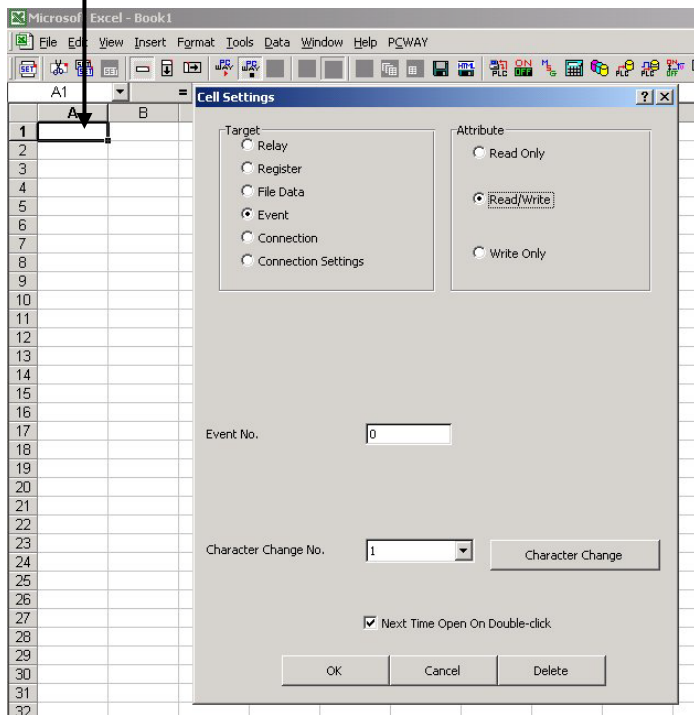 Microsoft Excel - Book1
File Edit View Insert Format Tools Data Window Help PCWAY
A1 =
Cell Settings
A B
Target
Attribute
Relay
Register
File Data
Event
Connection
Connection Settings
Read Only
Read/Write
Write Only
Event No. 0
Character Change No. 1 Character Change
Next Time Open On Double-click
OK Cancel Delete
1
2
3
4
5
6
7
8
9
10
11
12
13
14
15
16
17
18
19
20
21
22
23
24
25
26
27
28
29
30
31
32